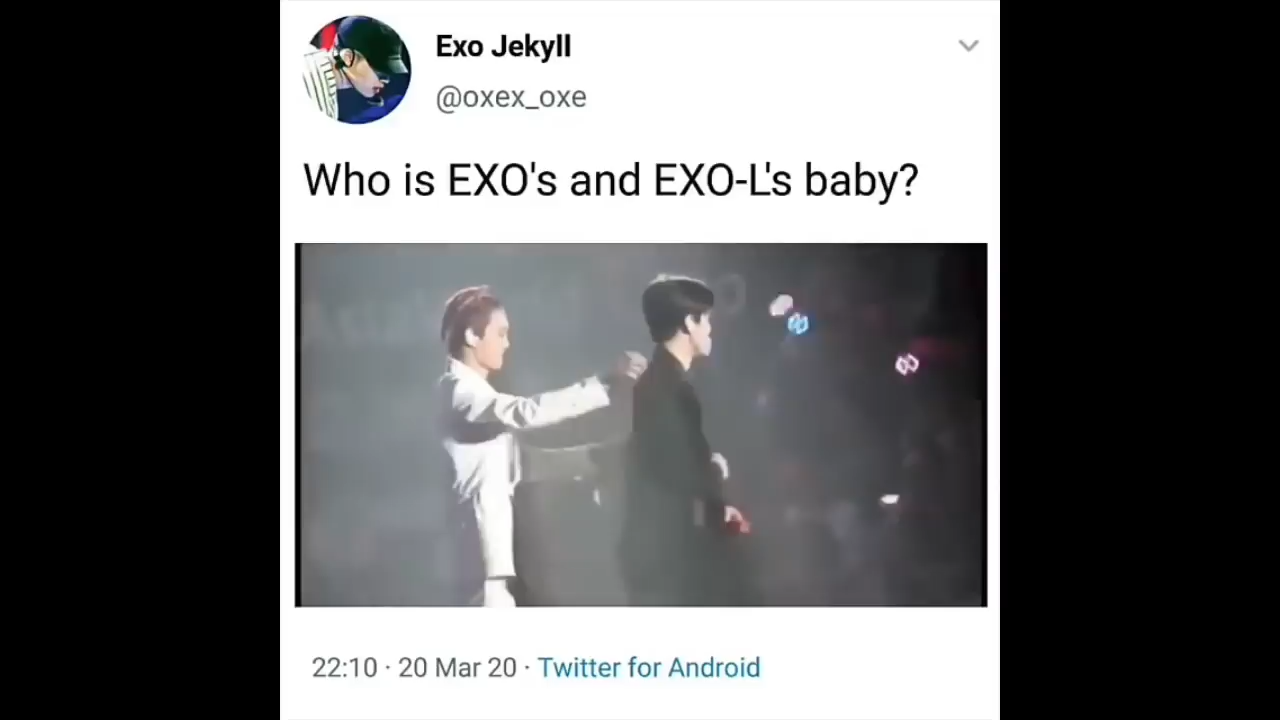 Exo Jekyll
@oxex_oxe
Who is EXO's and EXO-L's baby?
22:10 · 20 Mar 20 · Twitter for Android